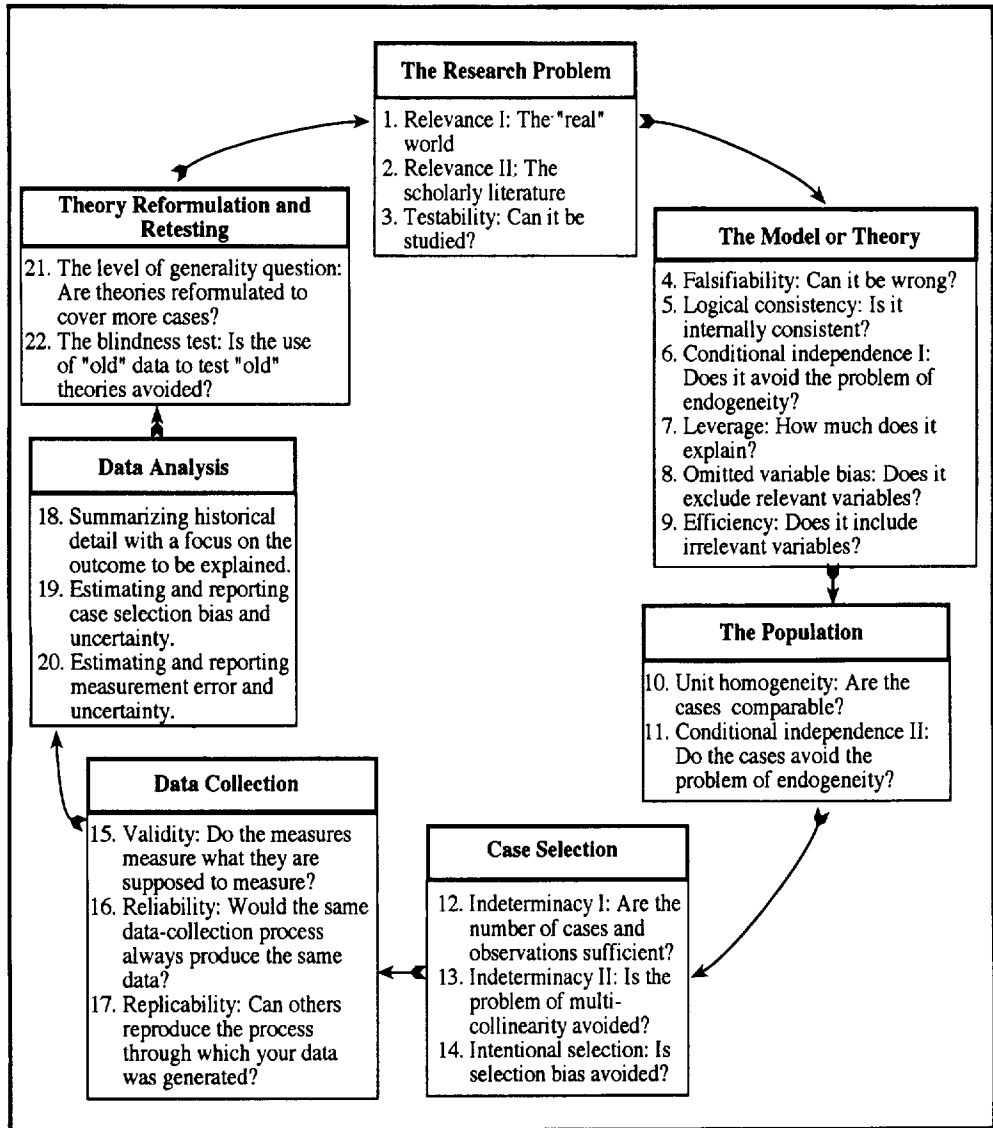 The Research Problem
1. Relevance I: The "real"
world
2. Relevance II: The
scholarly literature
3. Testability: Can it be
studied?
The Model or Theory
4. Falsifiability: Can it be wrong?
5. Logical consistency: Is it
internally consistent?
6. Conditional independence I:
Does it avoid the problem of
endogeneity?
7. Leverage: How much does it
explain?
8. Omitted variable bias: Does it
exclude relevant variables?
9. Efficiency: Does it include
irrelevant variables?
The Population
10. Unit homogeneity: Are the
cases comparable?
11. Conditional independence II:
Do the cases avoid the
problem of endogeneity?
Case Selection
12. Indeterminacy I: Are the
number of cases and
observations sufficient?
13. Indeterminacy II: Is the
problem of multi-
collinearity avoided?
14. Intentional selection: Is
selection bias avoided?
Data Collection
15. Validity: Do the measures
measure what they are
supposed to measure?
16. Reliability: Would the same
data-collection process
always produce the same
data?
17. Replicability: Can others
reproduce the process
through which your data
was generated?
Data Analysis
18. Summarizing historical
detail with a focus on the
outcome to be explained.
19. Estimating and reporting
case selection bias and
uncertainty.
20. Estimating and reporting
measurement error and
uncertainty.
Theory Reformulation and
Retesting
21. The level of generality question:
Are theories reformulated to
cover more cases?
22. The blindness test: Is the use
of "old" data to test "old"
theories avoided?